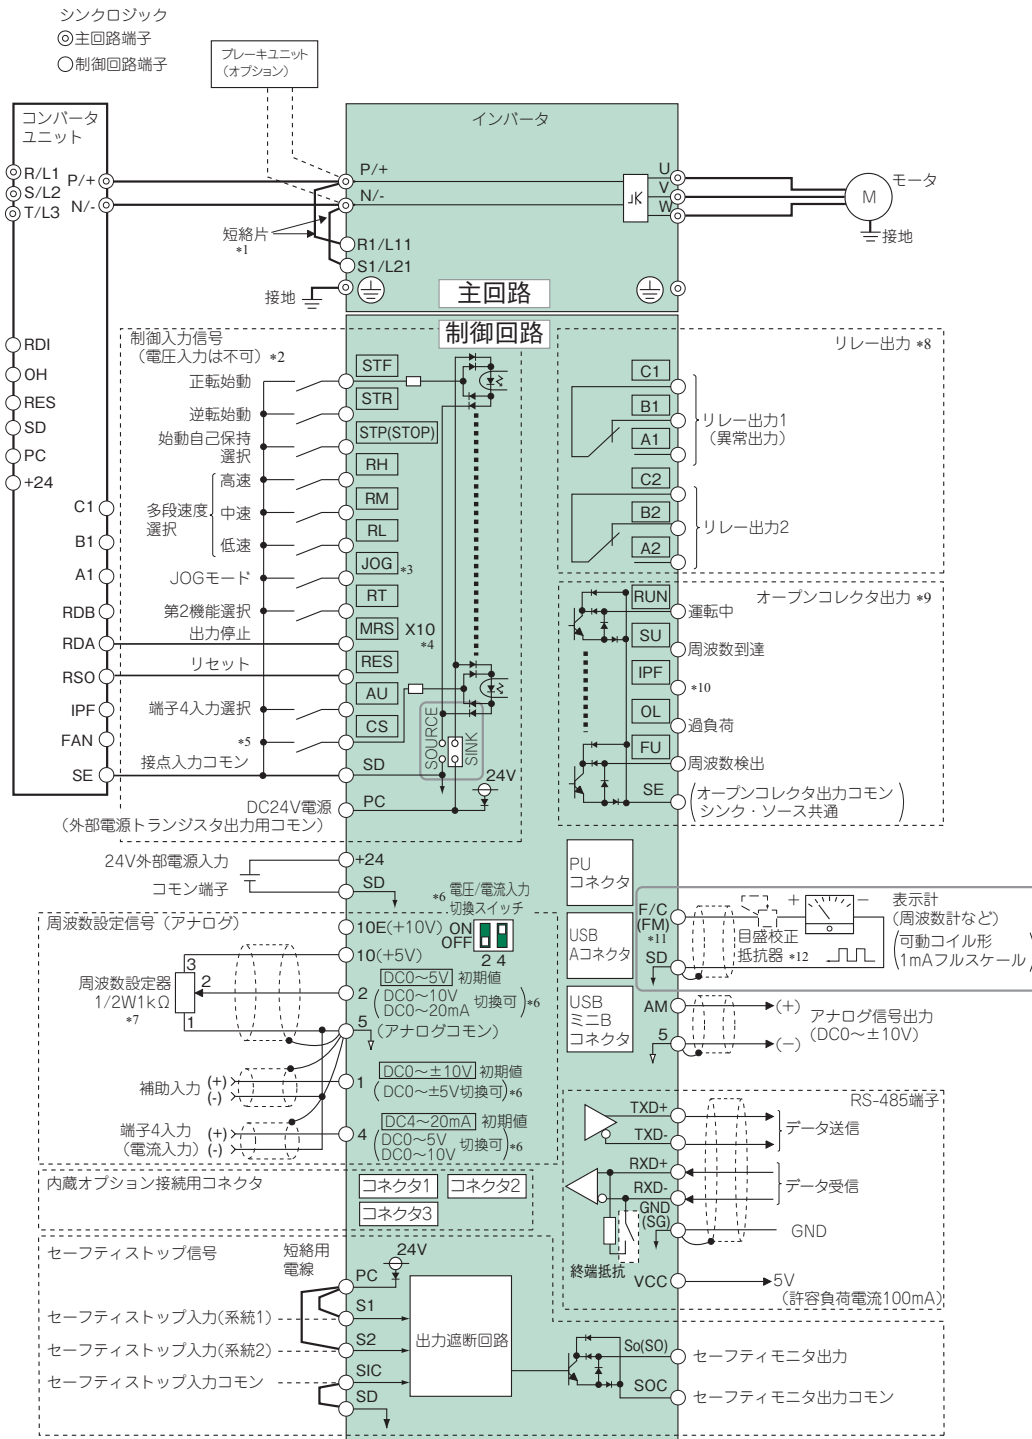 シンクロジック
◎主回路端子
○制御回路端子
ブレーキユニット
(オプション)
コンバータ
ユニット
インバータ
R/L1
S/L2
T/L3
P/+
N/-
P/+
N/-
R1/L11
S1/L21
短絡片
*1
接地
U
V
W
M
モータ
接地
主回路
制御回路
RDI
OH
RES
SD
PC
+24
C1
B1
A1
RDB
RDA
RSO
IPF
FAN
SE
制御入力信号
(電圧入力は不可) *2
正転始動
逆転始動
始動自己保持
選択
多段速度
選択
高速
中速
低速
JOGモード
第2機能選択
出力停止
リセット
端子4入力選択
*5
接点入力コモン
DC24V電源
(外部電源トランジスタ出力用コモン)
STF
STR
STP(STOP)
RH
RM
RL
JOG *3
RT
MRS X10
*4
RES
AU
CS
SD
PC
SOURCE
SINK
24V
リレー出力 *8
C1
B1
A1
リレー出力1
(異常出力)
C2
B2
A2
リレー出力2
オープンコレクタ出力 *9
RUN
運転中
SU
周波数到達
IPF
*10
OL
過負荷
FU
周波数検出
SE
(オープンコレクタ出力コモン
シンク・ソース共通)
24V外部電源入力
コモン端子
+24
SD
*6 電圧/電流入力
切換スイッチ
ON
OFF
2 4
周波数設定信号 (アナログ)
周波数設定器
1/2W1kΩ
*7
3
2
1
10E(+10V)
10(+5V)
2
DC0～5V 初期値
(DC0～10V
DC0～20mA 切換可) *6
5
(アナログコモン)
補助入力 (+)
(-)
1
DC0～±10V 初期値
(DC0～±5V切換可) *6
端子4入力 (+)
(電流入力) (-)
4
DC4～20mA 初期値
(DC0～5V
DC0～10V 切換可) *6
PU
コネクタ
USB
Aコネクタ
USB
ミニB
コネクタ
F/C
(FM)
*11
SD
+
−
目盛校正
抵抗器 *12
表示計
(周波数計など)
(可動コイル形
1mAフルスケール)
AM
5
(+)
(−)
アナログ信号出力
(DC0～±10V)
RS-485端子
TXD+
TXD-
データ送信
RXD+
RXD-
データ受信
GND
(SG)
GND
終端抵抗
VCC
5V
(許容負荷電流100mA)
内蔵オプション接続用コネクタ
コネクタ1
コネクタ2
コネクタ3
セーフティストップ信号
短絡用
電線
24V
PC
S1
S2
SIC
SD
セーフティストップ入力(系統1)
セーフティストップ入力(系統2)
セーフティストップ入力コモン
出力遮断回路
So(SO)
SOC
セーフティモニタ出力
セーフティモニタ出力コモン